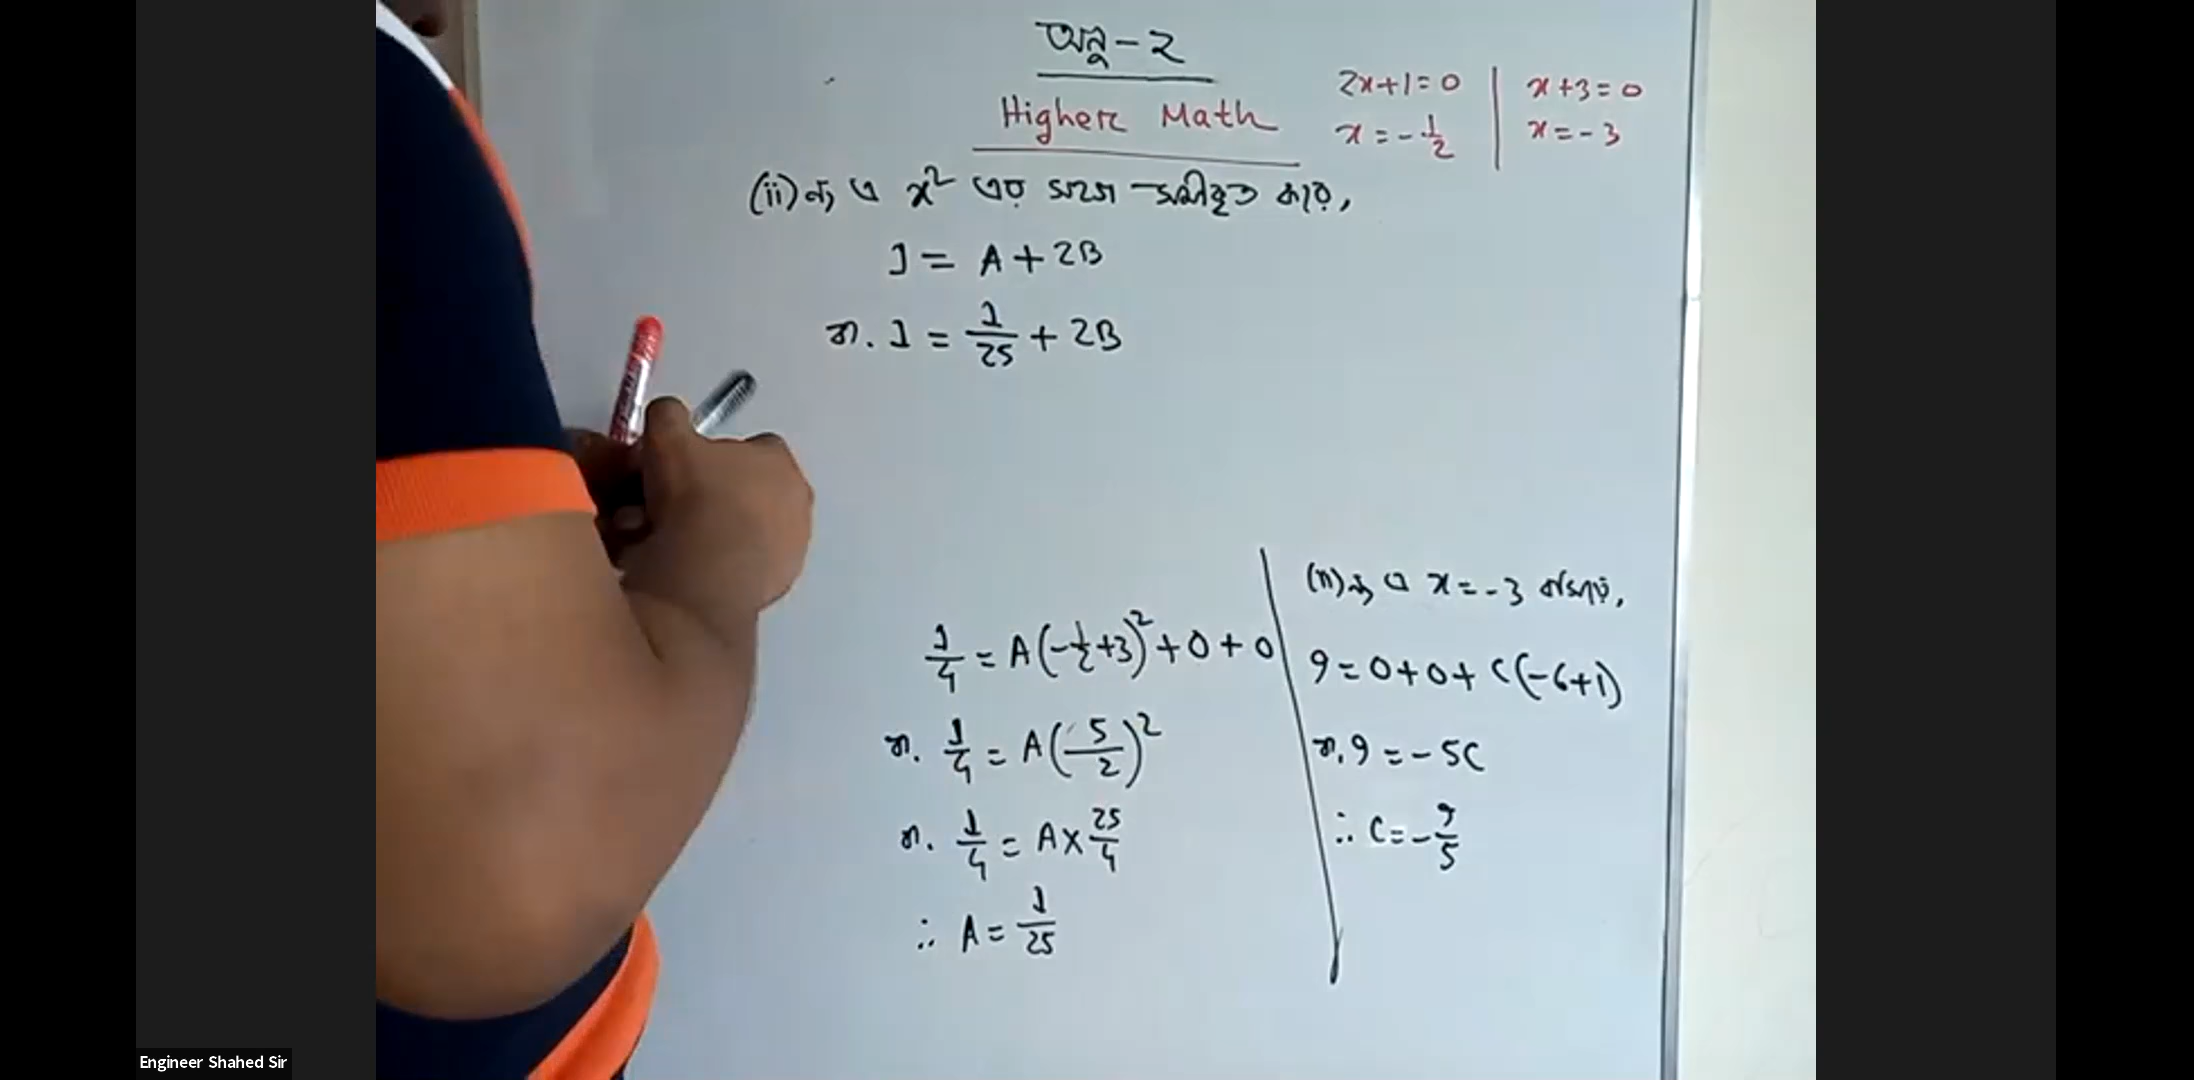 অনু-২
Higher Math
2x+1=0
x=-1/2
x+3=0
x=-3
(ii) নং এ x² এর সহগ সমীকৃত করে,
1 = A+2B
বা, 1 = 1/25 + 2B
1/4 = A(-1/2+3)²+0+0
বা, 1/4 = A(5/2)²
বা, 1/4 = A×25/4
∴ A = 1/25
(ii) নং এ x=-3 বসাই,
9=0+0+C(-6+1)
বা, 9=-5C
∴ C=-9/5
Engineer Shahed Sir